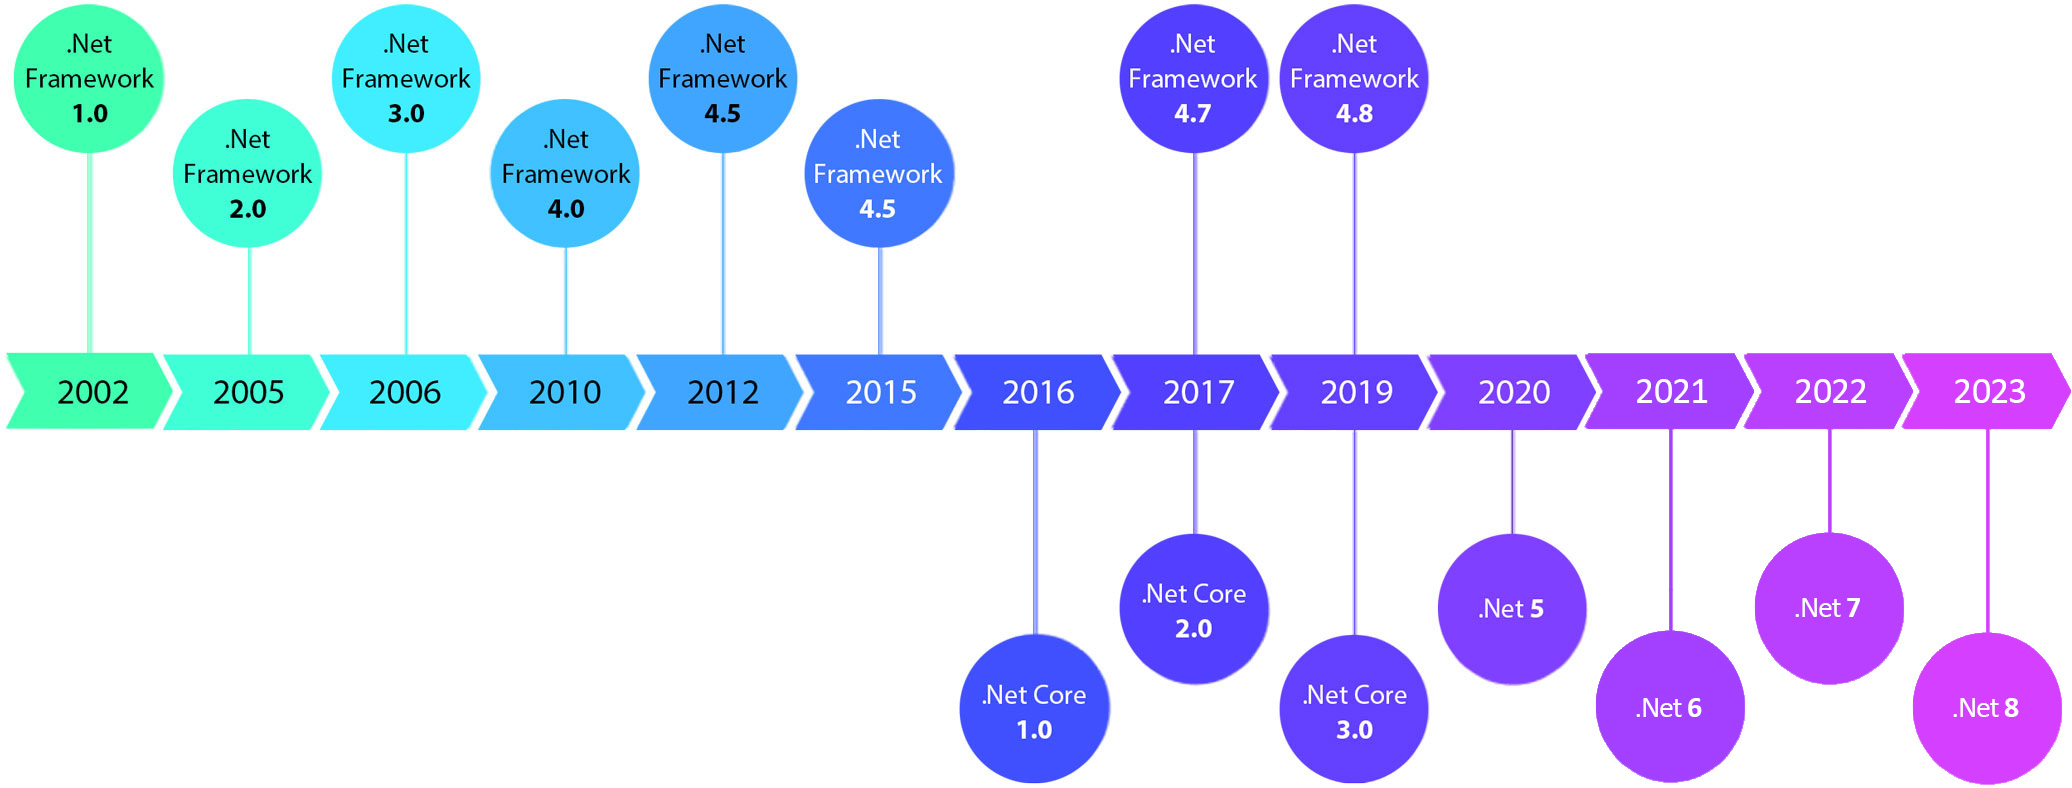 .Net
Framework
1.0
.Net
Framework
2.0
.Net
Framework
3.0
.Net
Framework
4.0
.Net
Framework
4.5
.Net
Framework
4.5
.Net
Framework
4.7
.Net
Framework
4.8
2002
2005
2006
2010
2012
2015
2016
2017
2019
2020
2021
2022
2023
.Net Core
1.0
.Net Core
2.0
.Net Core
3.0
.Net 5
.Net 6
.Net 7
.Net 8